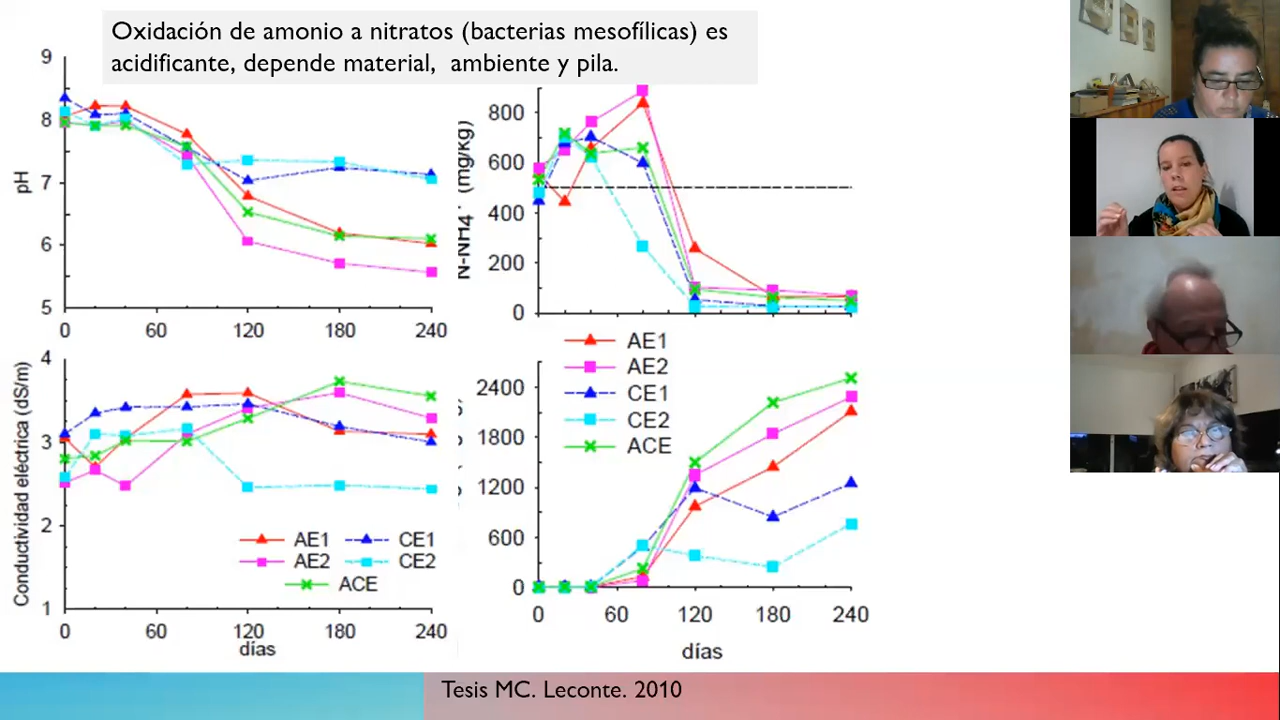 Oxidación de amonio a nitratos (bacterias mesofílicas) es
acidificante, depende material, ambiente y pila.
9
8
7
6
5
pH
0 60 120 180 240
800
600
400
200
0
N-NH4 (mg/kg)
4
3
2
1
Conductividad eléctrica (dS/m)
AE1 CE1
AE2 CE2
ACE
0 60 120 180 240
días
AE1
AE2
CE1
CE2
ACE
2400
1800
1200
600
0
0 60 120 180 240
días
Tesis MC. Leconte. 2010